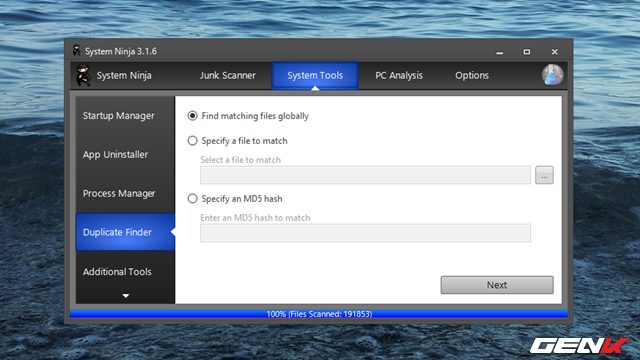 System Ninja 3.1.6
System Ninja
Junk Scanner
System Tools
PC Analysis
Options
Startup Manager
App Uninstaller
Process Manager
Duplicate Finder
Additional Tools
Find matching files globally
Specify a file to match
Select a file to match
...
Specify an MD5 hash
Enter an MD5 hash to match
Next
100% (Files Scanned: 191853)
GENK